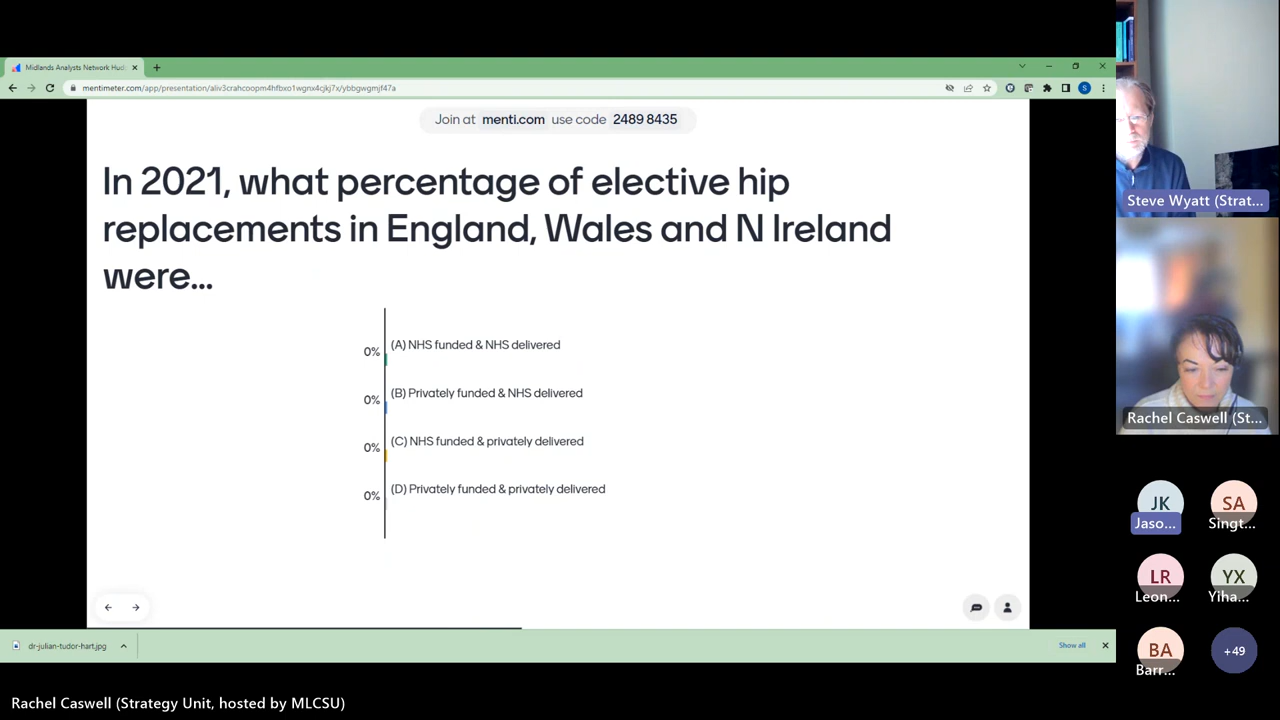 Midlands Analysts Network Hud
mentimeter.com/app/presentation/aliv3crahcoopm4hfbxo1wgnx4cjkj7x/ybbgwgmjf47a
Join at menti.com use code 2489 8435
In 2021, what percentage of elective hip
replacements in England, Wales and N Ireland
were...
0% (A) NHS funded & NHS delivered
0% (B) Privately funded & NHS delivered
0% (C) NHS funded & privately delivered
0% (D) Privately funded & privately delivered
dr-julian-tudor-hart.jpg
Show all
Steve Wyatt (Strat...
Rachel Caswell (St...
JK
Jaso...
SA
Singt...
LR
Leon...
YX
Yiha...
BA
Barr...
+49
Rachel Caswell (Strategy Unit, hosted by MLCSU)